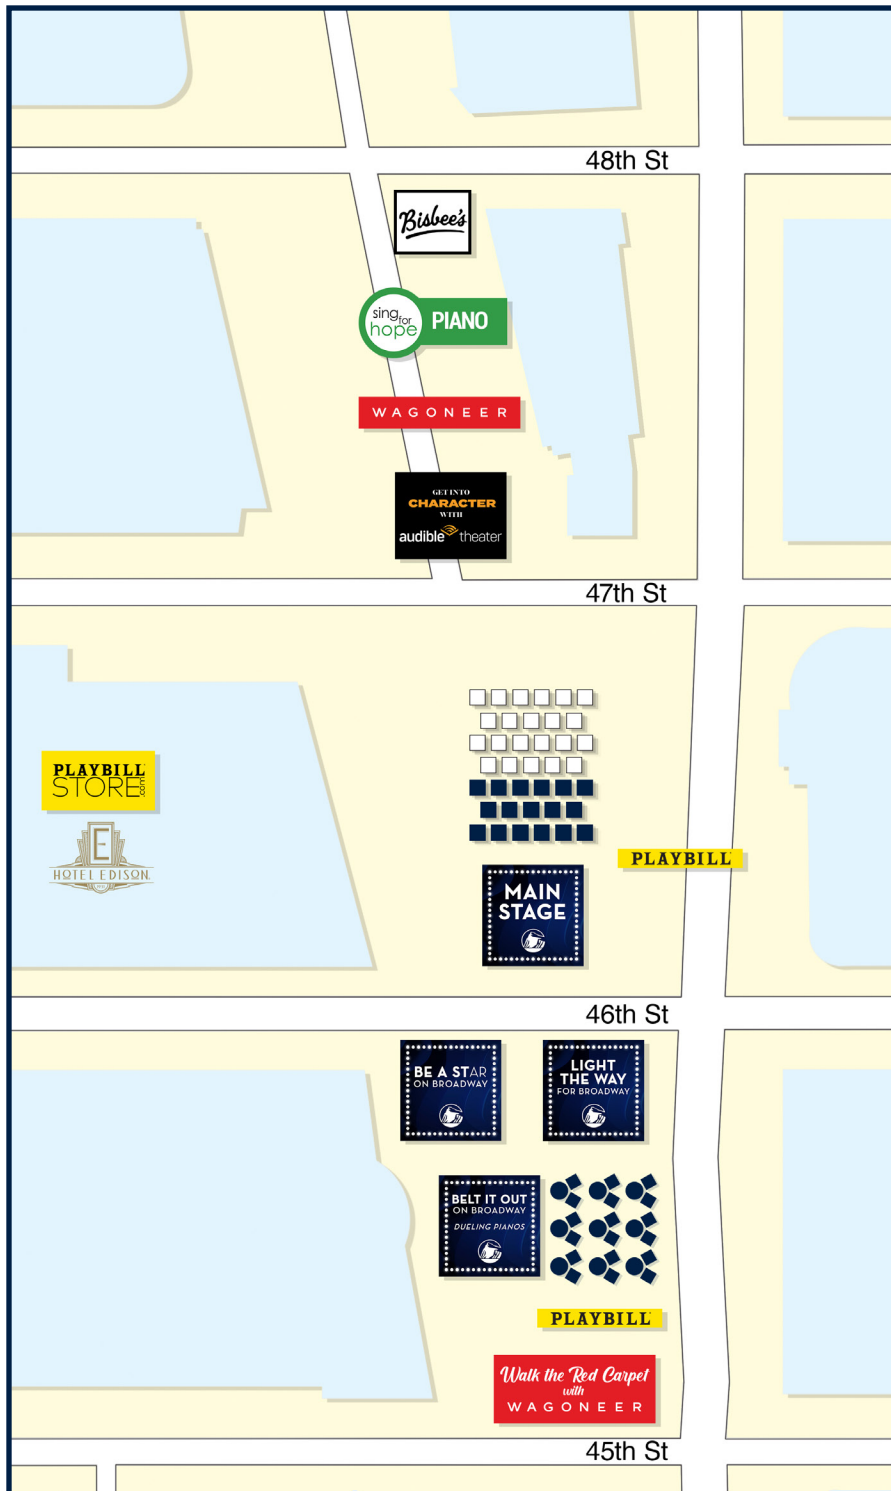 48th St
Bisbee's
sing for
hope
PIANO
WAGONEER
GET INTO
CHARACTER
WITH
audible theater
47th St
PLAYBILL
STORE.com
E
HOTEL EDISON
PLAYBILL
MAIN
STAGE
46th St
BE A STAR
ON BROADWAY
LIGHT
THE WAY
FOR BROADWAY
BELT IT OUT
ON BROADWAY
DUELING PIANOS
PLAYBILL
Walk the Red Carpet
with
WAGONEER
45th St